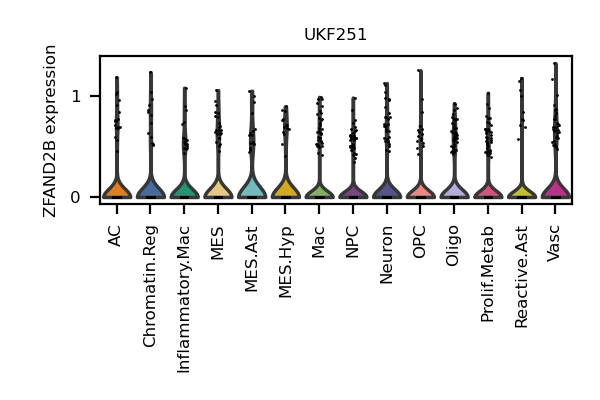 UKF251
ZFAND2B expression
1
0
AC
Chromatin.Reg
Inflammatory.Mac
MES
MES.Ast
MES.Hyp
Mac
NPC
Neuron
OPC
Oligo
Prolif.Metab
Reactive.Ast
Vasc